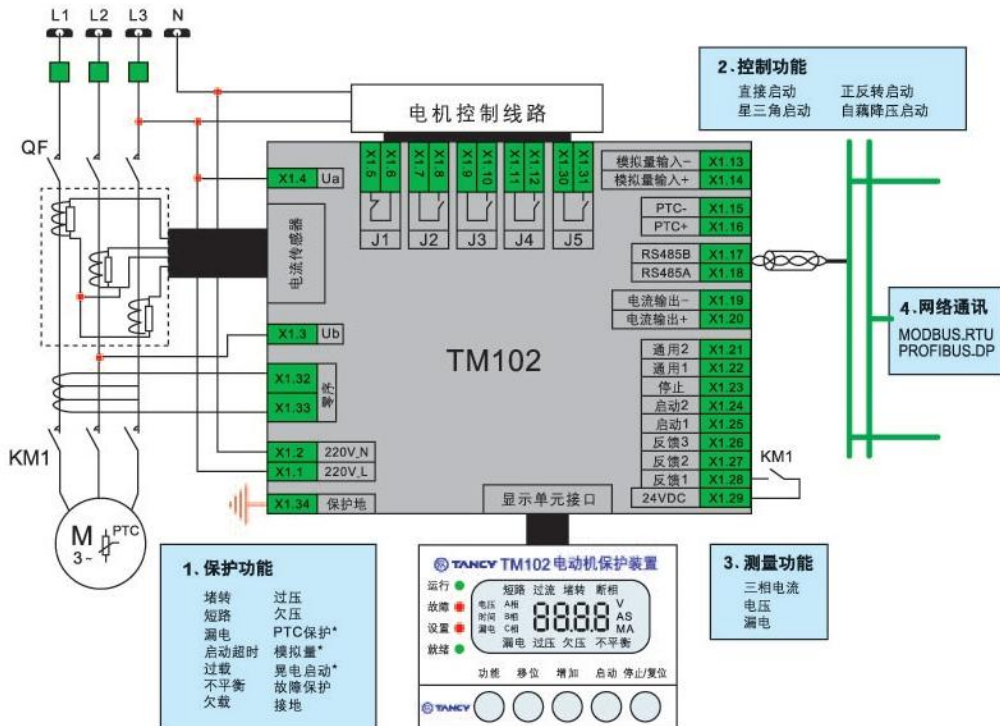 L1 L2 L3 N
QF
KM1
M
3~
PTC
电机控制线路
X1.5 X1.6 X1.7 X1.8 X1.9 X1.10 X1.11 X1.12 X1.30 X1.31
J1 J2 J3 J4 J5
X1.4 Ua
电流传感器
X1.3 Ub
X1.32
X1.33
零序
X1.2 220V_N
X1.1 220V_L
X1.34 保护地
TM102
显示单元接口
模拟量输入- X1.13
模拟量输入+ X1.14
PTC- X1.15
PTC+ X1.16
RS485B X1.17
RS485A X1.18
电流输出- X1.19
电流输出+ X1.20
通用2 X1.21
通用1 X1.22
停止 X1.23
启动2 X1.24
启动1 X1.25
反馈3 X1.26
反馈2 X1.27
反馈1 X1.28
24VDC X1.29
KM1
2.控制功能
直接启动 正反转启动
星三角启动 自藕降压启动
4.网络通讯
MODBUS.RTU
PROFIBUS.DP
1.保护功能
堵转 过压
短路 欠压
漏电 PTC保护*
启动超时 模拟量*
过载 晃电启动*
不平衡 故障保护
欠载 接地
3.测量功能
三相电流
电压
漏电
TANCY TM102 电动机保护装置
运行
故障
设置
就绪
短路 过流 堵转 断相
电压 A相
时间 B相
漏电 C相
8.8.8.8
V
AS
MA
漏电 过压 欠压 不平衡
功能 移位 增加 启动 停止/复位
TANCY